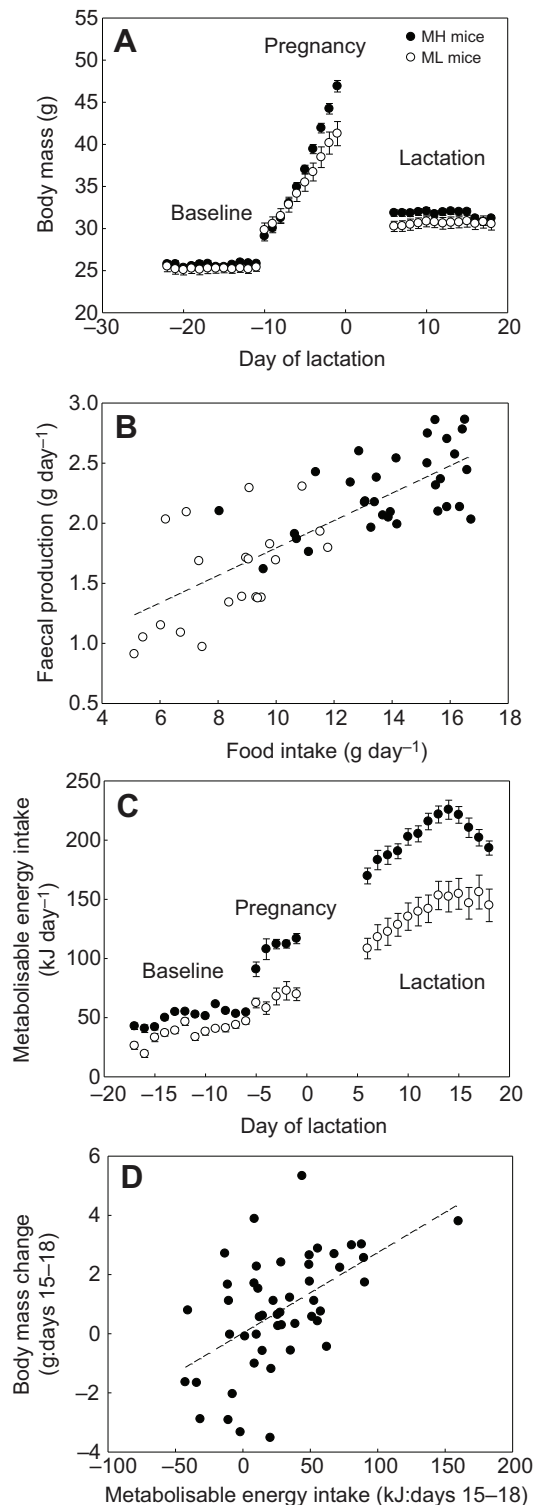 A
Pregnancy
MH mice
ML mice
Lactation
Baseline
Body mass (g)
55
50
45
40
35
30
25
20
–30 –20 –10 0 10 20
Day of lactation
B
Faecal production (g day–1)
3.0
2.5
2.0
1.5
1.0
0.5
4 6 8 10 12 14 16 18
Food intake (g day–1)
C
Metabolisable energy intake
(kJ day–1)
250
200
150
100
50
0
Pregnancy
Baseline
Lactation
–20 –15 –10 –5 0 5 10 15 20
Day of lactation
D
Body mass change
(g:days 15–18)
6
4
2
0
–2
–4
–100 –50 0 50 100 150 200
Metabolisable energy intake (kJ:days 15–18)